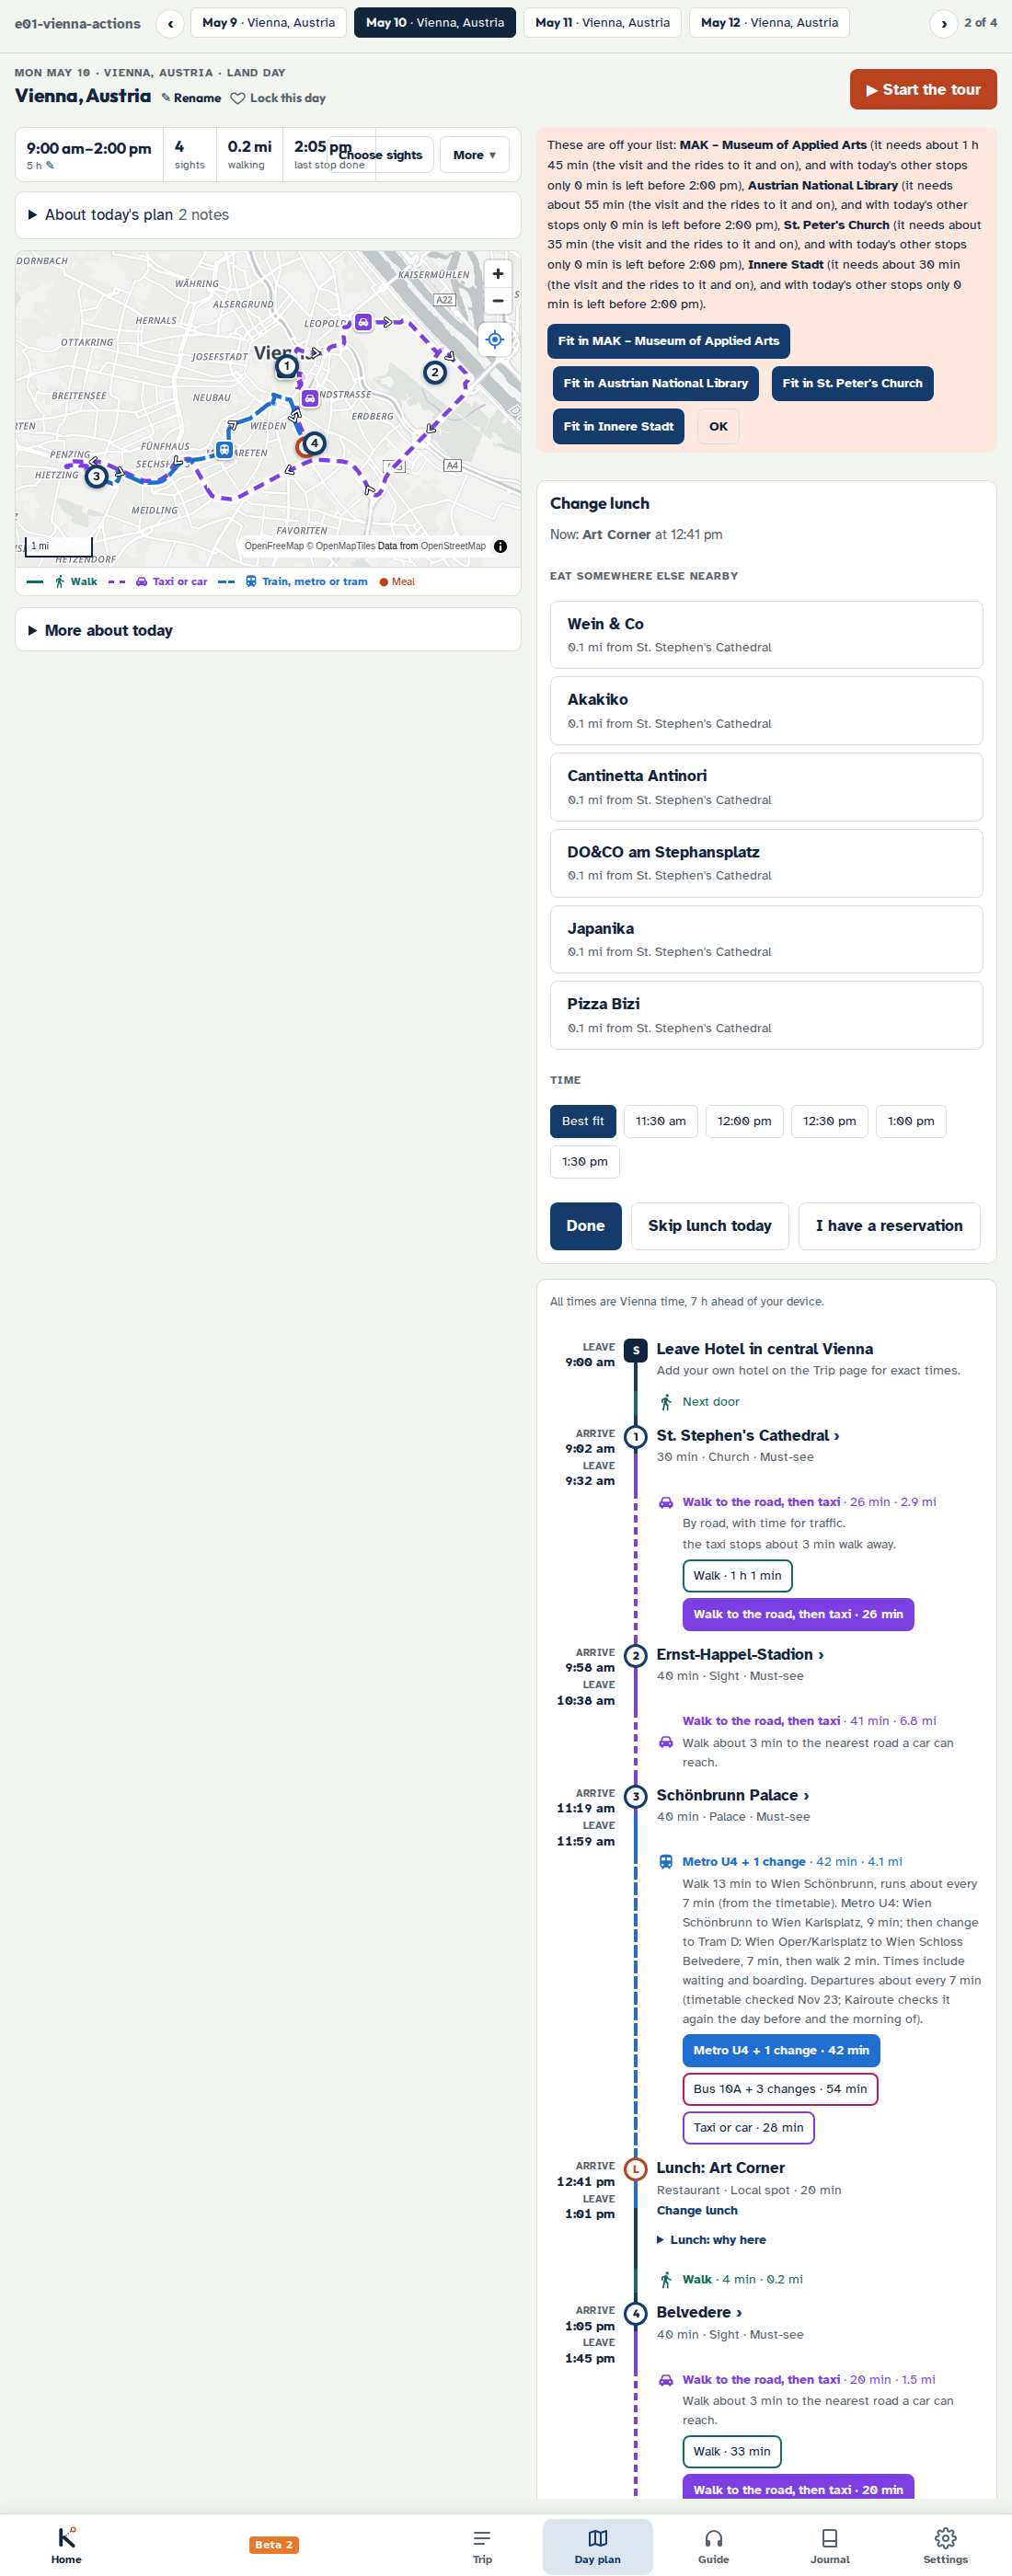 e01-vienna-actions
‹
May 9 · Vienna, Austria
May 10 · Vienna, Austria
May 11 · Vienna, Austria
May 12 · Vienna, Austria
›
2 of 4
MON MAY 10 · VIENNA, AUSTRIA · LAND DAY
Vienna, Austria
✎ Rename
Lock this day
▶ Start the tour
9:00 am–2:00 pm
5 h ✎
4
sights
0.2 mi
walking
2:05 pm
last stop done
Choose sights
More ▼
▶ About today's plan 2 notes
DORNBACH
WÄHRING
KAISERMÜHLEN
A22
ALSERGRUND
HERNALS
LEOPOLD
OTTAKRING
JOSEFSTADT
Vienna
1
2
BREITENSEE
NEUBAU
NDSTRASSE
ERDBERG
WIEDEN
FÜNFHAUS
ARETEN
4
PENZING
SECHSH
HIETZING
3
A4
MEIDLING
FAVORITEN
1 mi
HETZENDORF
OpenFreeMap © OpenMapTiles Data from OpenStreetMap
Walk
Taxi or car
Train, metro or tram
Meal
▶ More about today
These are off your list: MAK – Museum of Applied Arts (it needs about 1 h
45 min (the visit and the rides to it and on), and with today's other stops
only 0 min is left before 2:00 pm), Austrian National Library (it needs
about 55 min (the visit and the rides to it and on), and with today's other
stops only 0 min is left before 2:00 pm), St. Peter's Church (it needs about
35 min (the visit and the rides to it and on), and with today's other stops
only 0 min is left before 2:00 pm), Innere Stadt (it needs about 30 min
(the visit and the rides to it and on), and with today's other stops only 0
min is left before 2:00 pm).
Fit in MAK – Museum of Applied Arts
Fit in Austrian National Library
Fit in St. Peter's Church
Fit in Innere Stadt
OK
Change lunch
Now: Art Corner at 12:41 pm
EAT SOMEWHERE ELSE NEARBY
Wein & Co
0.1 mi from St. Stephen's Cathedral
Akakiko
0.1 mi from St. Stephen's Cathedral
Cantinetta Antinori
0.1 mi from St. Stephen's Cathedral
DO&CO am Stephansplatz
0.1 mi from St. Stephen's Cathedral
Japanika
0.1 mi from St. Stephen's Cathedral
Pizza Bizi
0.1 mi from St. Stephen's Cathedral
TIME
Best fit
11:30 am
12:00 pm
12:30 pm
1:00 pm
1:30 pm
Done
Skip lunch today
I have a reservation
All times are Vienna time, 7 h ahead of your device.
LEAVE
9:00 am
S
Leave Hotel in central Vienna
Add your own hotel on the Trip page for exact times.
Next door
ARRIVE
9:02 am
LEAVE
9:32 am
1
St. Stephen's Cathedral ›
30 min · Church · Must-see
Walk to the road, then taxi · 26 min · 2.9 mi
By road, with time for traffic.
the taxi stops about 3 min walk away.
Walk · 1 h 1 min
Walk to the road, then taxi · 26 min
ARRIVE
9:58 am
LEAVE
10:38 am
2
Ernst-Happel-Stadion ›
40 min · Sight · Must-see
Walk to the road, then taxi · 41 min · 6.8 mi
Walk about 3 min to the nearest road a car can
reach.
ARRIVE
11:19 am
LEAVE
11:59 am
3
Schönbrunn Palace ›
40 min · Palace · Must-see
Metro U4 + 1 change · 42 min · 4.1 mi
Walk 13 min to Wien Schönbrunn, runs about every
7 min (from the timetable). Metro U4: Wien
Schönbrunn to Wien Karlsplatz, 9 min; then change
to Tram D: Wien Oper/Karlsplatz to Wien Schloss
Belvedere, 7 min, then walk 2 min. Times include
waiting and boarding. Departures about every 7 min
(timetable checked Nov 23; Kairoute checks it
again the day before and the morning of).
Metro U4 + 1 change · 42 min
Bus 10A + 3 changes · 54 min
Taxi or car · 28 min
ARRIVE
12:41 pm
LEAVE
1:01 pm
L
Lunch: Art Corner
Restaurant · Local spot · 20 min
Change lunch
▶ Lunch: why here
Walk · 4 min · 0.2 mi
ARRIVE
1:05 pm
LEAVE
1:45 pm
4
Belvedere ›
40 min · Sight · Must-see
Walk to the road, then taxi · 20 min · 1.5 mi
Walk about 3 min to the nearest road a car can
reach.
Walk · 33 min
Walk to the road, then taxi · 20 min
Home
Beta 2
Trip
Day plan
Guide
Journal
Settings